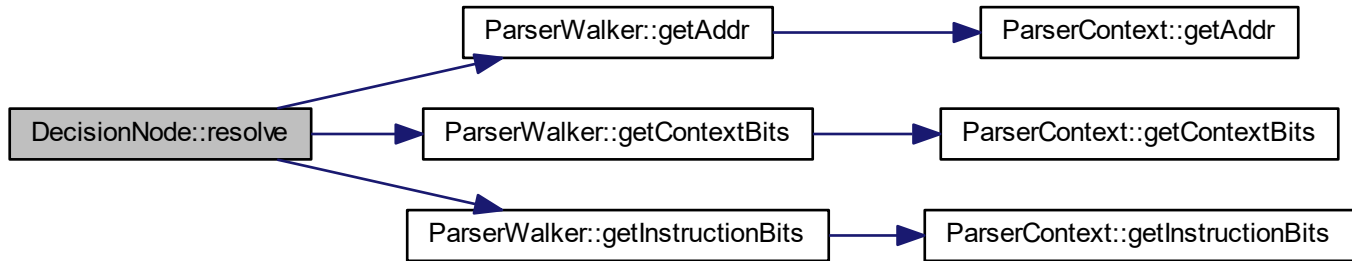 ParserWalker::getAddr
ParserContext::getAddr
DecisionNode::resolve
ParserWalker::getContextBits
ParserContext::getContextBits
ParserWalker::getInstructionBits
ParserContext::getInstructionBits